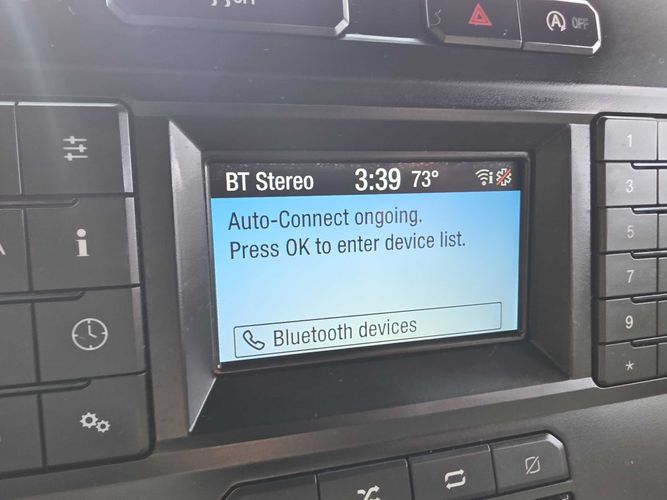 OFF
BT Stereo 3:39 73°
Auto-Connect ongoing.
Press OK to enter device list.
Bluetooth devices
1
3
5
7
9
*
i